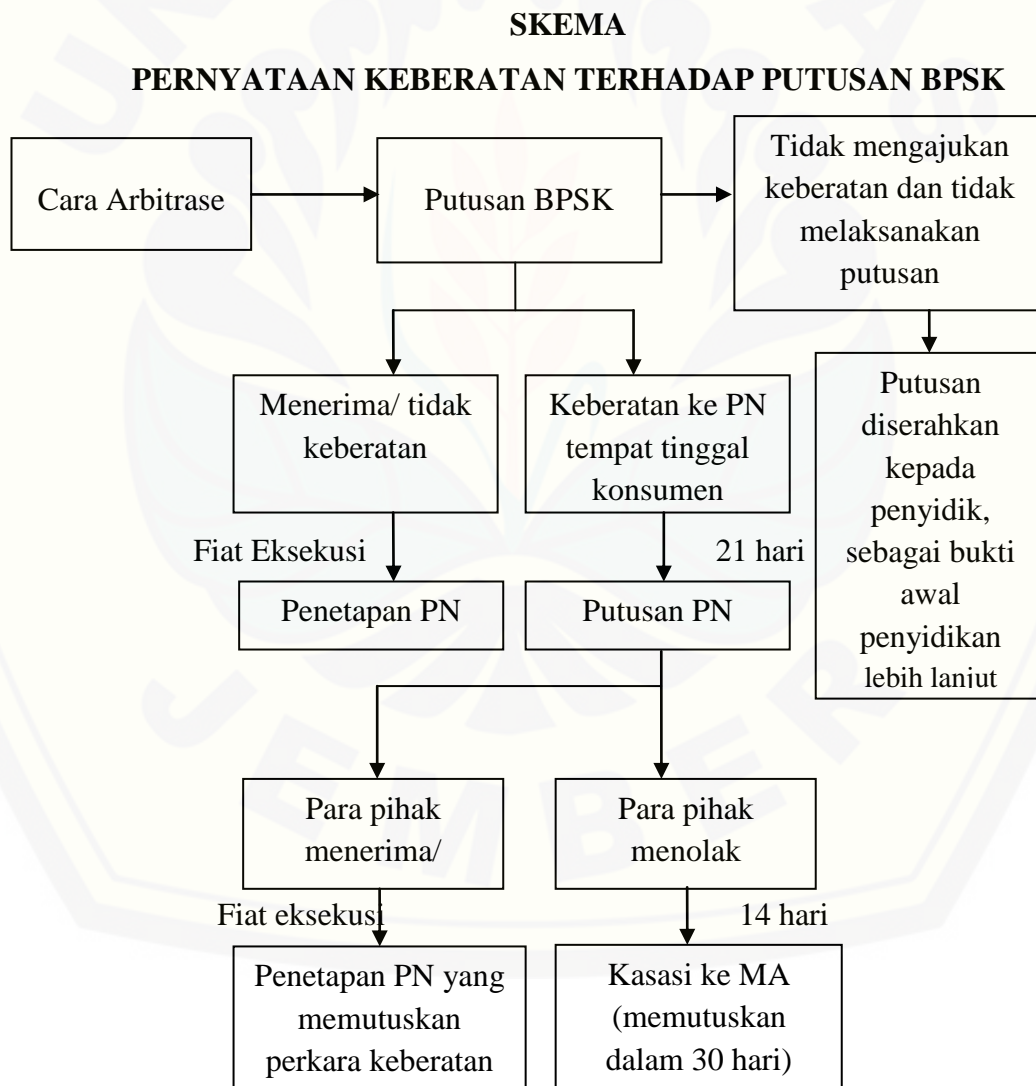 SKEMA
PERNYATAAN KEBERATAN TERHADAP PUTUSAN BPSK
Cara Arbitrase
Putusan BPSK
Tidak mengajukan
keberatan dan tidak
melaksanakan
putusan
Menerima/ tidak
keberatan
Keberatan ke PN
tempat tinggal
konsumen
Putusan
diserahkan
kepada
penyidik,
sebagai bukti
awal
penyidikan
lebih lanjut
Fiat Eksekusi
21 hari
Penetapan PN
Putusan PN
Para pihak
menerima/
Para pihak
menolak
Fiat eksekusi
14 hari
Penetapan PN yang
memutuskan
perkara keberatan
Kasasi ke MA
(memutuskan
dalam 30 hari)
JEMBER